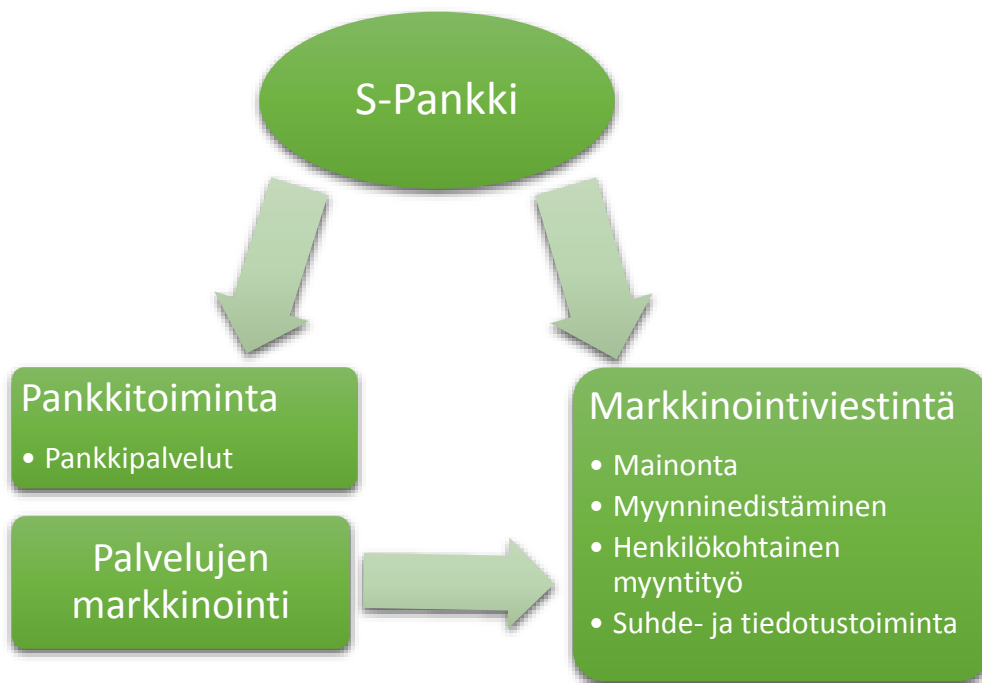 S-Pankki
Pankkitoiminta
• Pankkipalvelut
Palvelujen
markkinointi
Markkinointiviestintä
• Mainonta
• Myynninedistäminen
• Henkilökohtainen
myyntityö
• Suhde- ja tiedotustoiminta